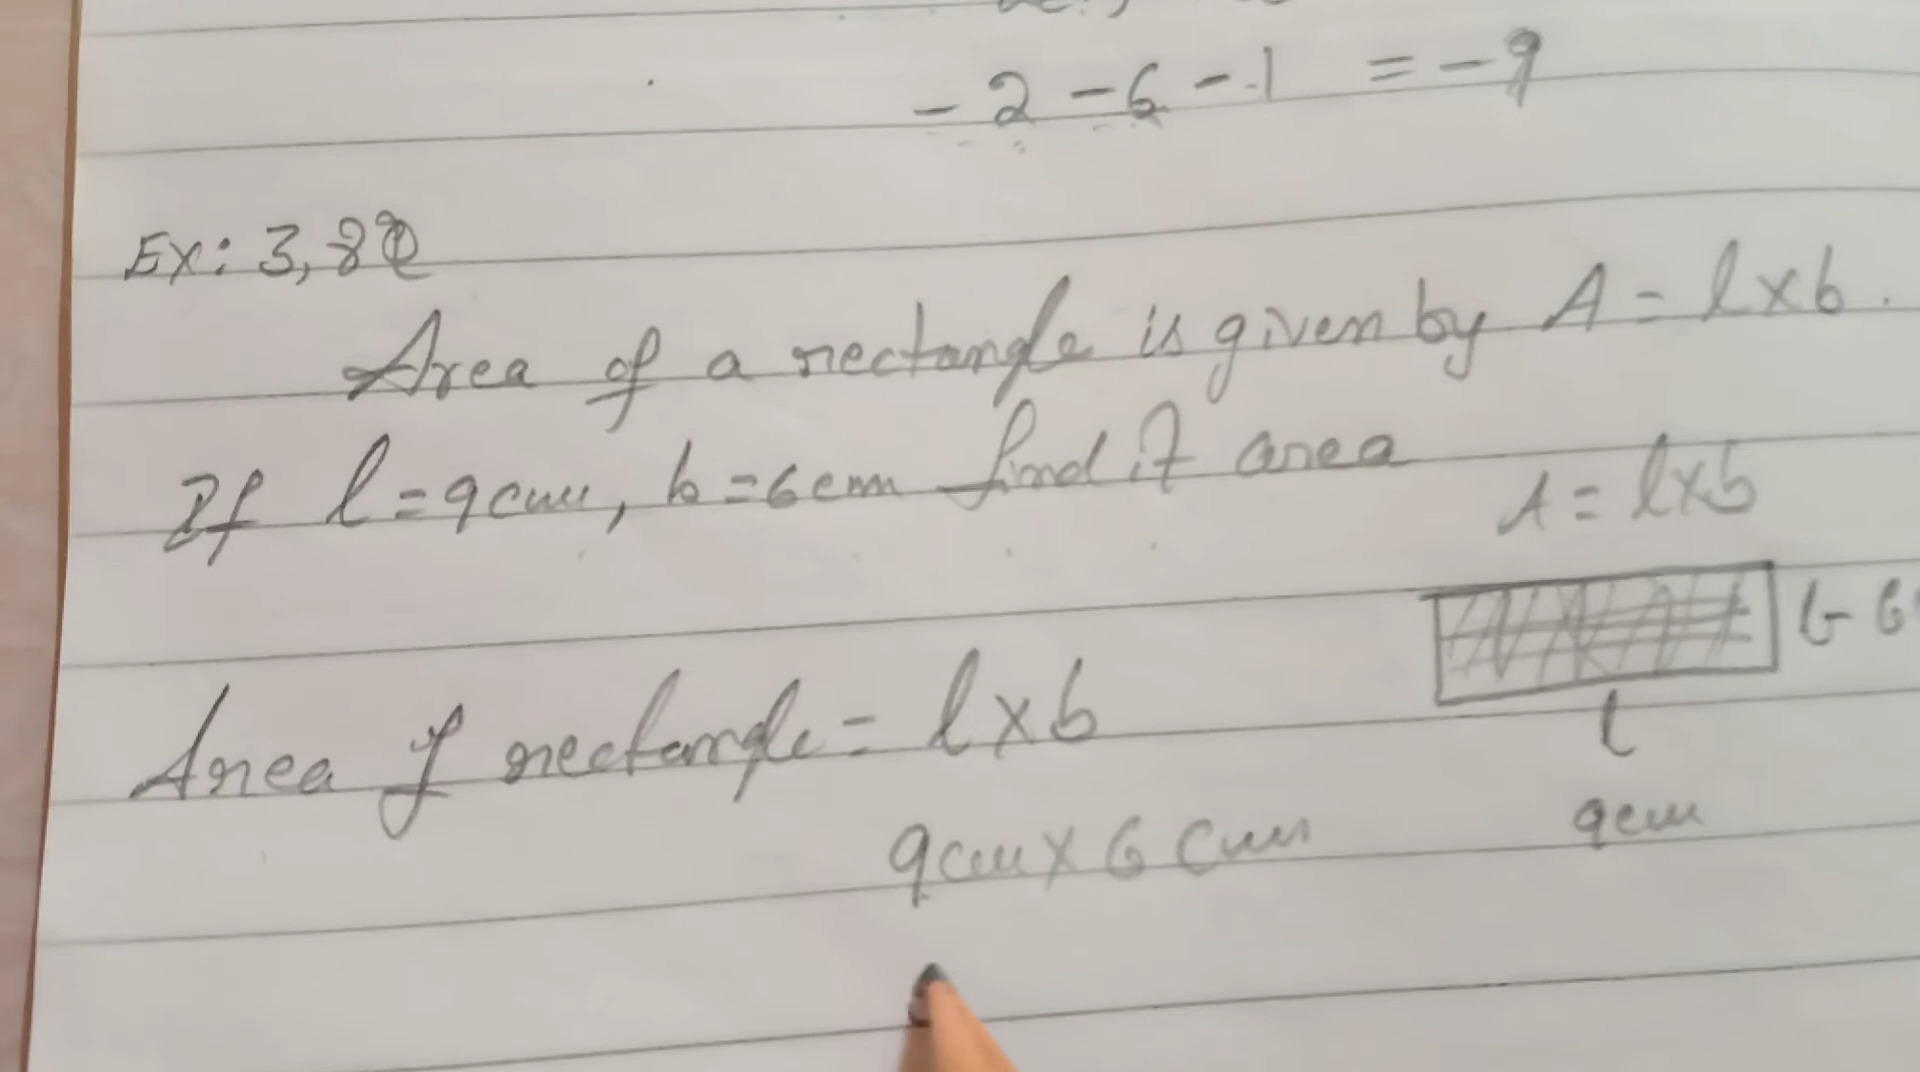 - 2 - 6 - 1 = - 9
Ex: 3, 8
Area of a rectangle is given by A = l x b.
If l = 9cm, b = 6cm find it area
A = l x b
b - 6
Area of rectangle = l x b
l
9cm
9cm x 6 cm